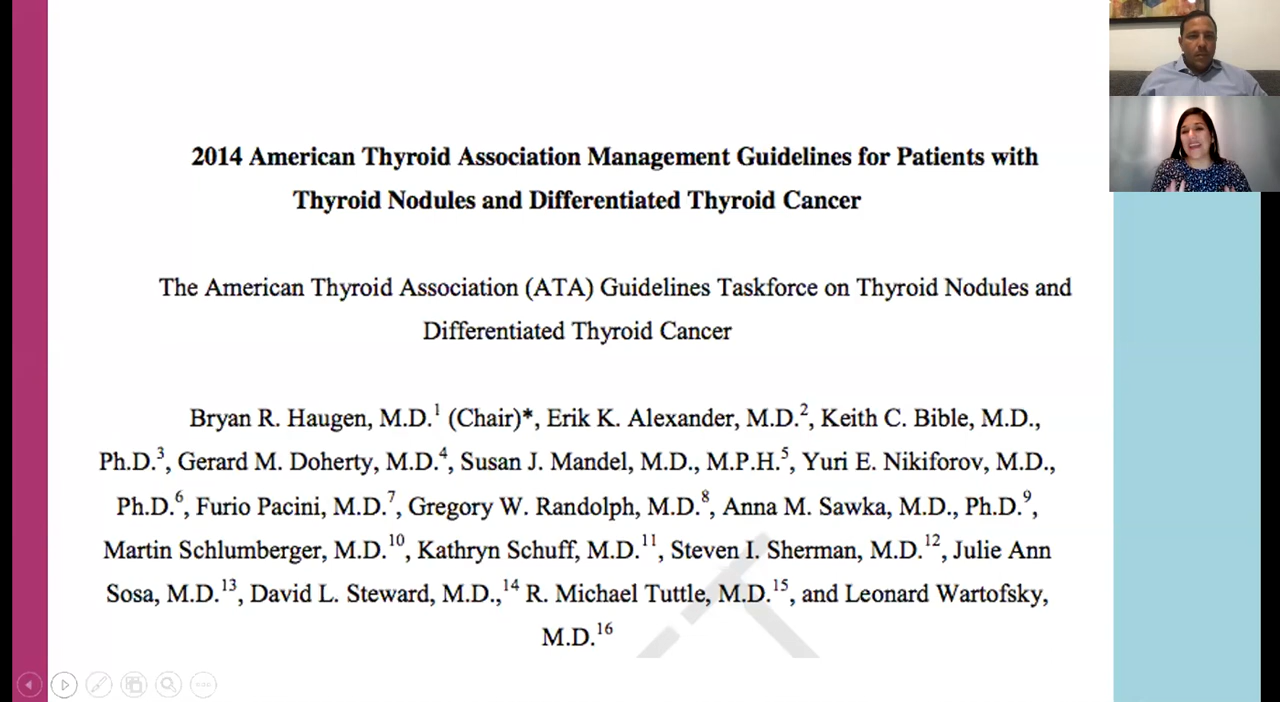 2014 American Thyroid Association Management Guidelines for Patients with
Thyroid Nodules and Differentiated Thyroid Cancer
The American Thyroid Association (ATA) Guidelines Taskforce on Thyroid Nodules and
Differentiated Thyroid Cancer
Bryan R. Haugen, M.D.1 (Chair)*, Erik K. Alexander, M.D.2, Keith C. Bible, M.D.,
Ph.D.3, Gerard M. Doherty, M.D.4, Susan J. Mandel, M.D., M.P.H.5, Yuri E. Nikiforov, M.D.,
Ph.D.6, Furio Pacini, M.D.7, Gregory W. Randolph, M.D.8, Anna M. Sawka, M.D., Ph.D.9,
Martin Schlumberger, M.D.10, Kathryn Schuff, M.D.11, Steven I. Sherman, M.D.12, Julie Ann
Sosa, M.D.13, David L. Steward, M.D.,14 R. Michael Tuttle, M.D.15, and Leonard Wartofsky,
M.D.16